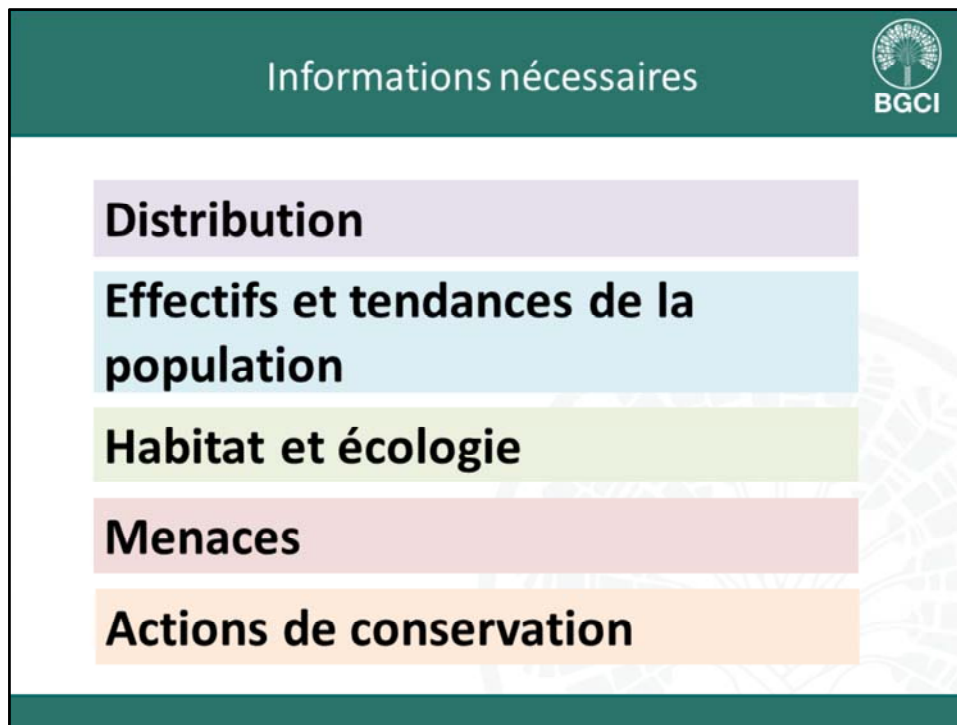 Informations nécessaires
BGCI
Distribution
Effectifs et tendances de la
population
Habitat et écologie
Menaces
Actions de conservation